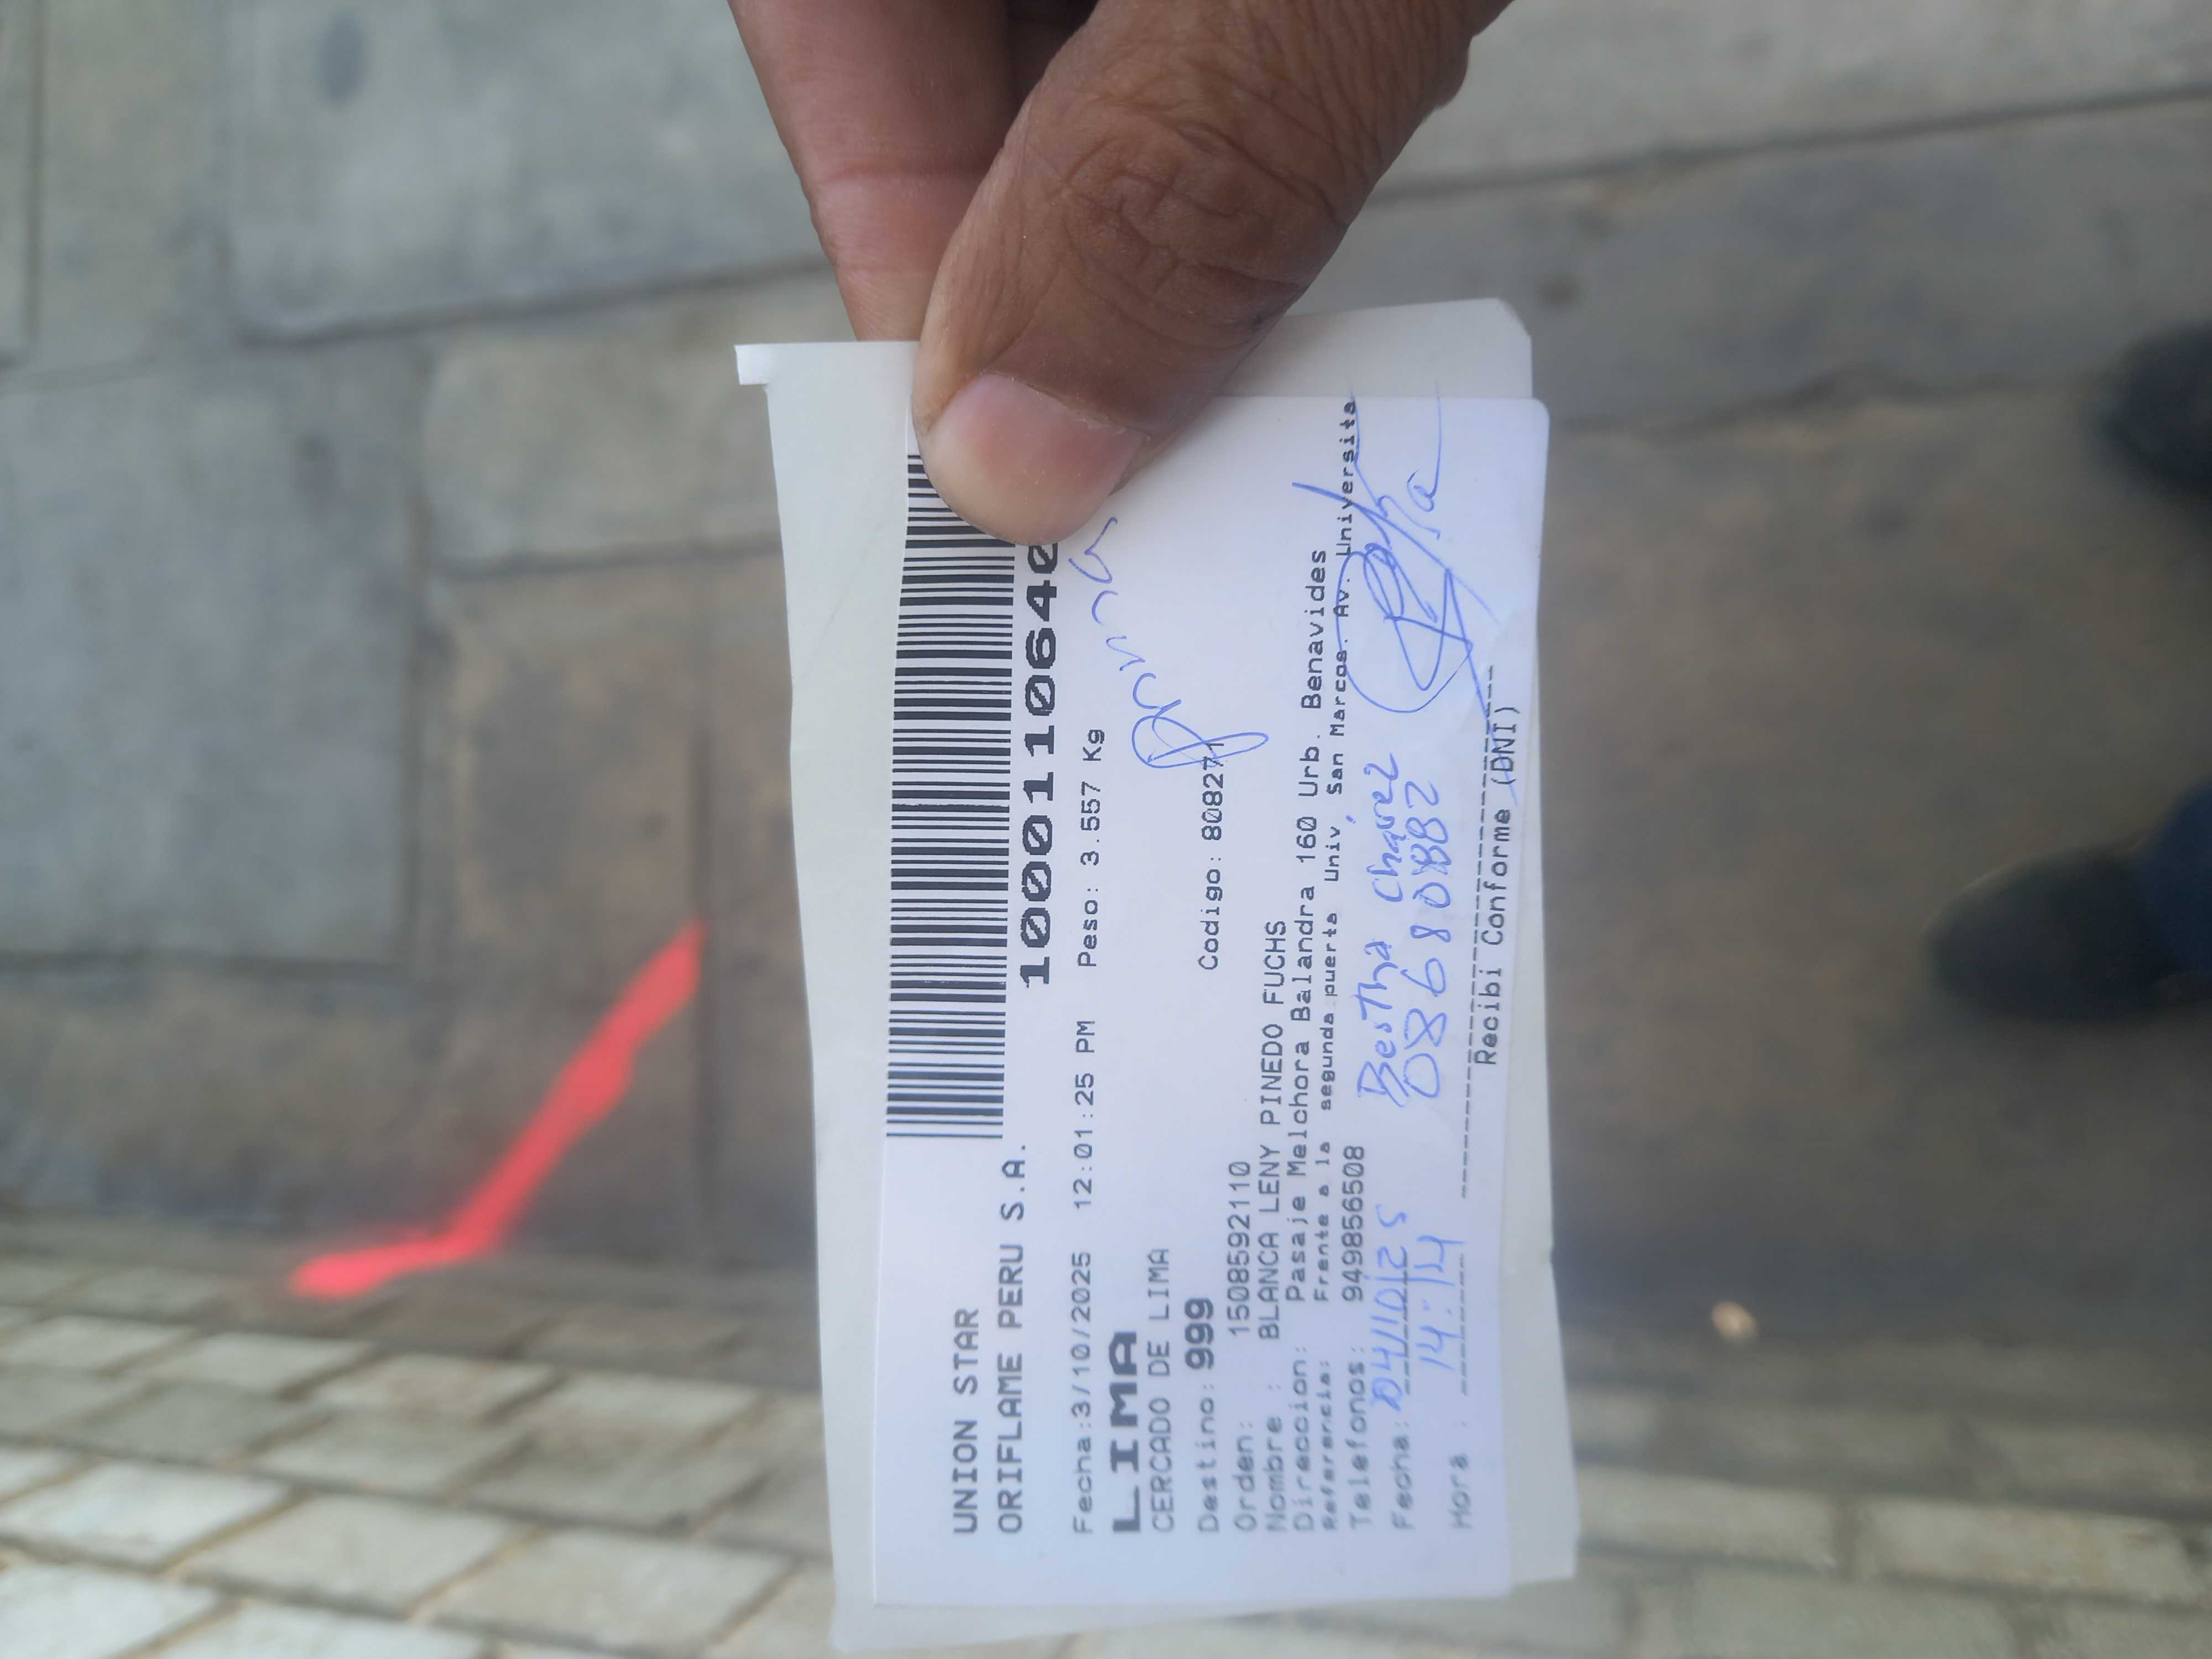 UNION STAR
ORIFLAME PERU S.A.
1000110640
Fecha:3/10/2025 12:01:25 PM Peso: 3.557 Kg
LIMA
CERCADO DE LIMA
Destino: 999 Codigo: 808271
Orden: 150859211O
Nombre : BLANCA LENY PINEDO FUCHS
Direccion: Pasaje Melchora Balandra 160 Urb. Benavides
Referencia: Frente a la segunda puerta Univ, San Marcos. Av. Universita
Telefonos: 949856508
Fecha: 04/10/25 Bertha Chavez
Hora : 14:14 08680882
Recibi Conforme (DNI)